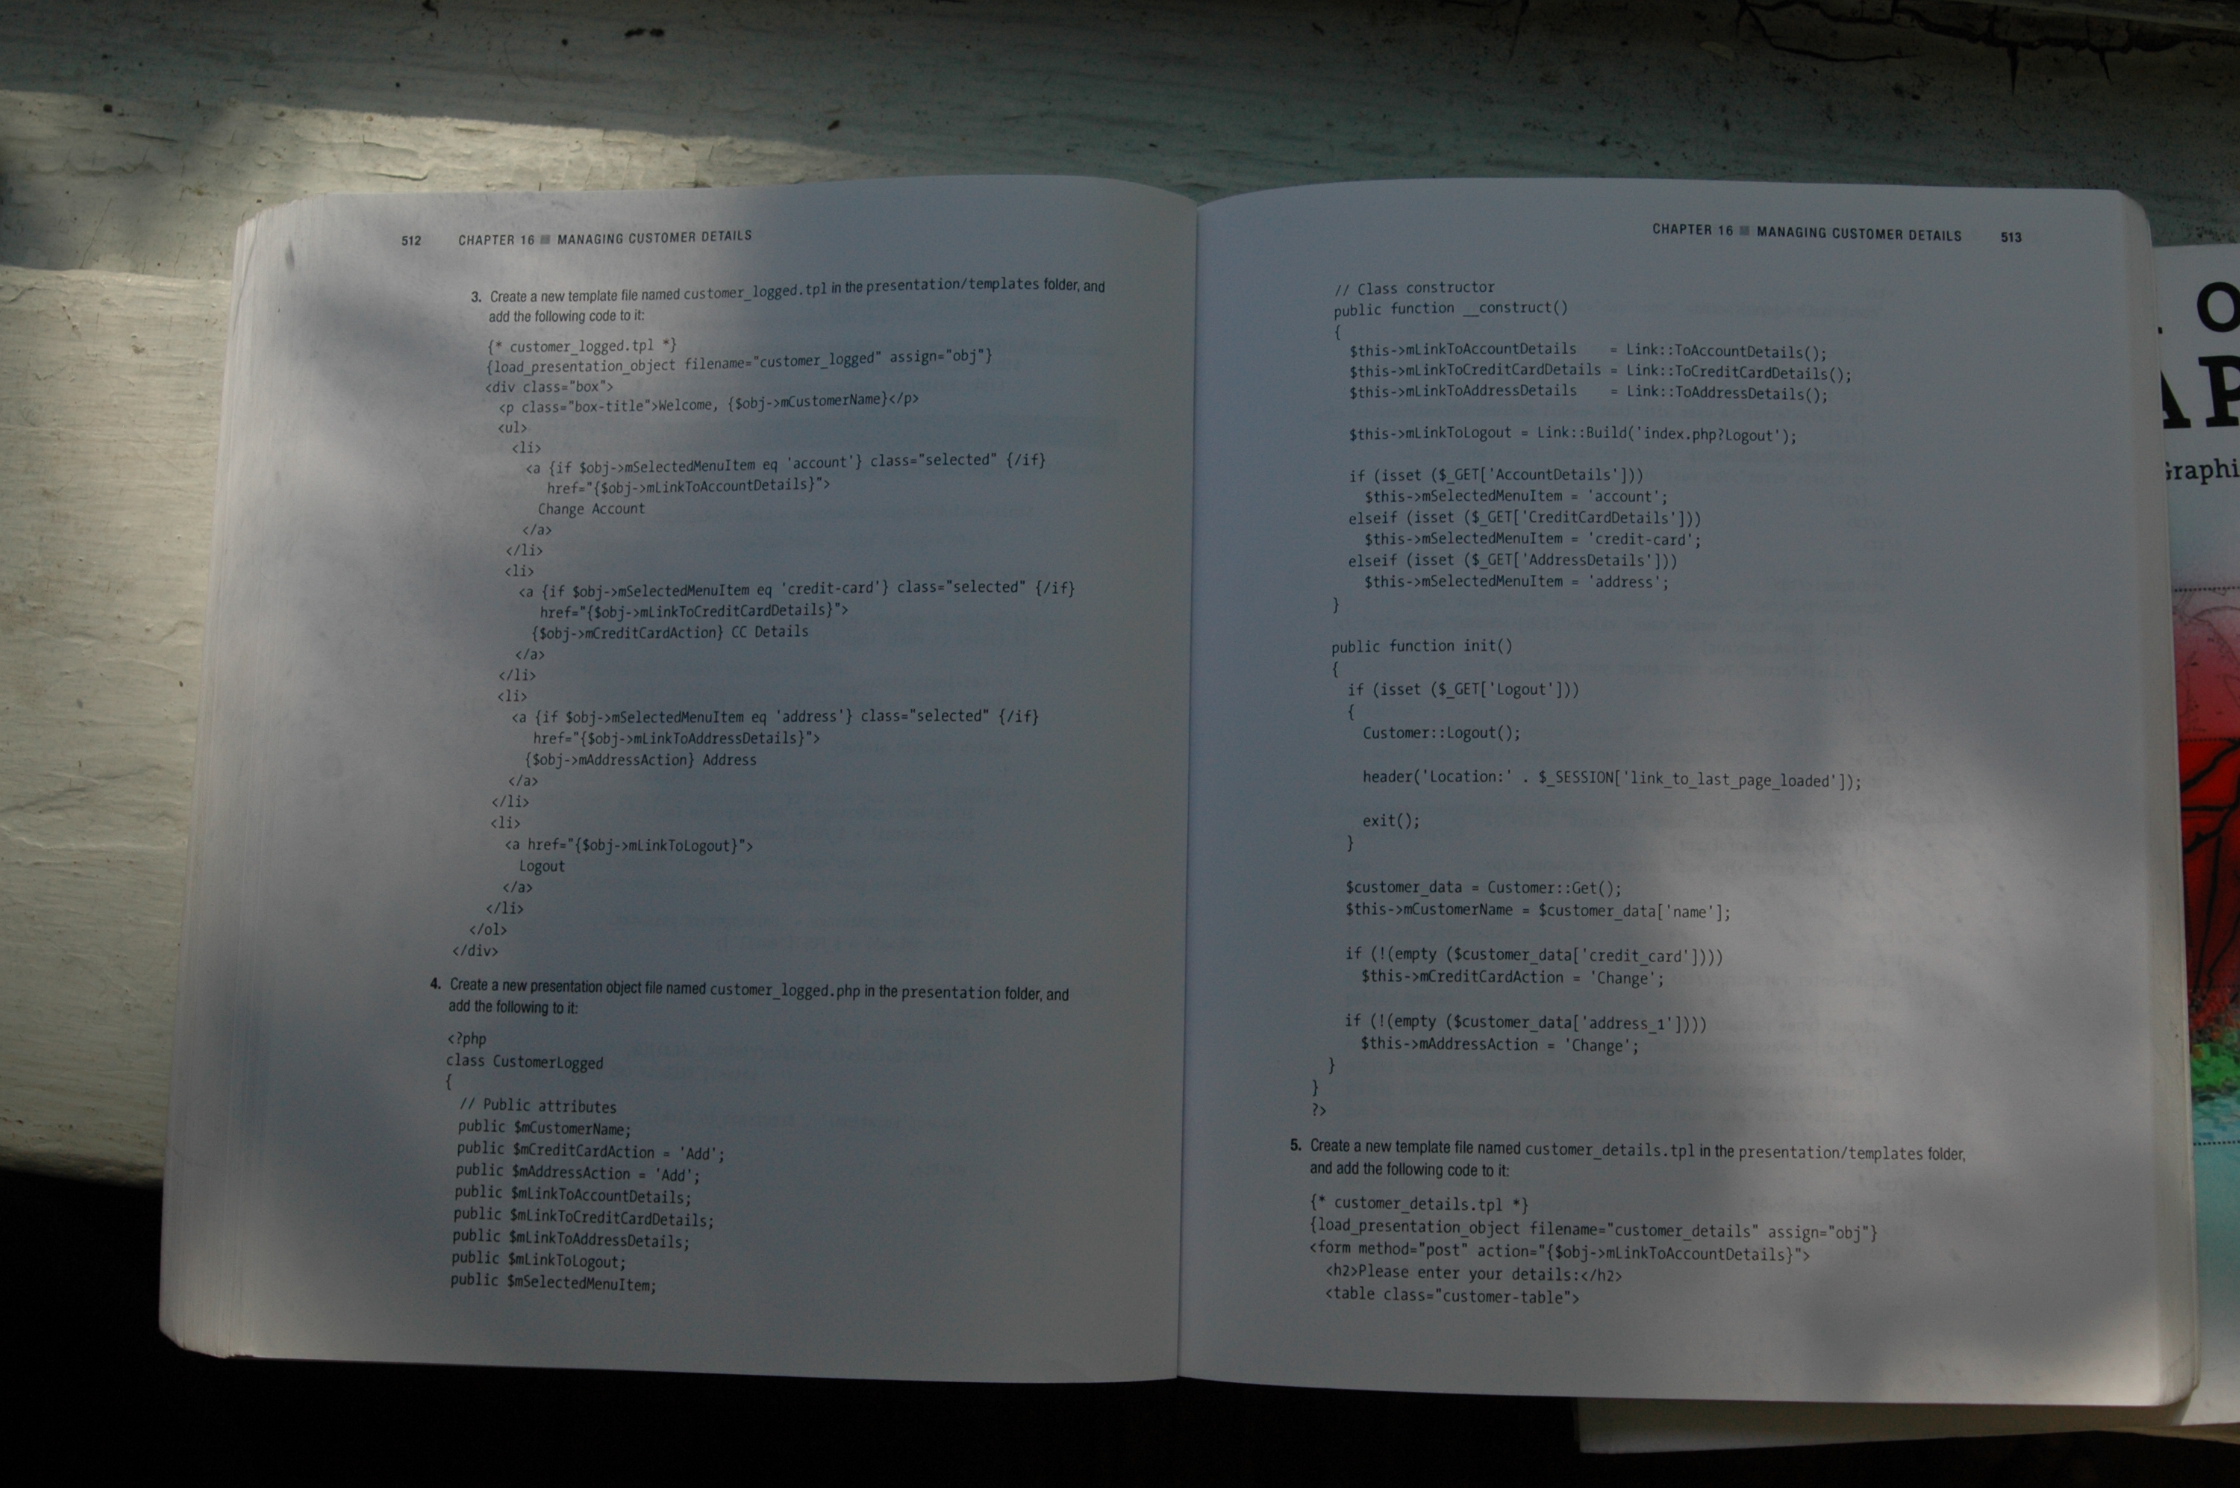 512 CHAPTER 16 ■ MANAGING CUSTOMER DETAILS
3. Create a new template file named customer_logged.tpl in the presentation/templates folder, and
add the following code to it:
{* customer_logged.tpl *}
{load_presentation_object filename="customer_logged" assign="obj"}
<div class="box">
<p class="box-title">Welcome, {$obj->mCustomerName}</p>
<ul>
<li>
<a {if $obj->mSelectedMenuItem eq 'account'} class="selected" {/if}
href="{$obj->mLinkToAccountDetails}">
Change Account
</a>
</li>
<li>
<a {if $obj->mSelectedMenuItem eq 'credit-card'} class="selected" {/if}
href="{$obj->mLinkToCreditCardDetails}">
{$obj->mCreditCardAction} CC Details
</a>
</li>
<li>
<a {if $obj->mSelectedMenuItem eq 'address'} class="selected" {/if}
href="{$obj->mLinkToAddressDetails}">
{$obj->mAddressAction} Address
</a>
</li>
<li>
<a href="{$obj->mLinkToLogout}">
Logout
</a>
</li>
</ol>
</div>
4. Create a new presentation object file named customer_logged.php in the presentation folder, and
add the following to it:
<?php
class CustomerLogged
{
// Public attributes
public $mCustomerName;
public $mCreditCardAction = 'Add';
public $mAddressAction = 'Add';
public $mLinkToAccountDetails;
public $mLinkToCreditCardDetails;
public $mLinkToAddressDetails;
public $mLinkToLogout;
public $mSelectedMenuItem;
CHAPTER 16 ■ MANAGING CUSTOMER DETAILS 513
// Class constructor
public function __construct()
{
$this->mLinkToAccountDetails = Link::ToAccountDetails();
$this->mLinkToCreditCardDetails = Link::ToCreditCardDetails();
$this->mLinkToAddressDetails = Link::ToAddressDetails();
$this->mLinkToLogout = Link::Build('index.php?Logout');
if (isset ($_GET['AccountDetails']))
$this->mSelectedMenuItem = 'account';
elseif (isset ($_GET['CreditCardDetails']))
$this->mSelectedMenuItem = 'credit-card';
elseif (isset ($_GET['AddressDetails']))
$this->mSelectedMenuItem = 'address';
}
public function init()
{
if (isset ($_GET['Logout']))
{
Customer::Logout();
header('Location:' . $_SESSION['link_to_last_page_loaded']);
exit();
}
$customer_data = Customer::Get();
$this->mCustomerName = $customer_data['name'];
if (!(empty ($customer_data['credit_card'])))
$this->mCreditCardAction = 'Change';
if (!(empty ($customer_data['address_1'])))
$this->mAddressAction = 'Change';
}
}
?>
5. Create a new template file named customer_details.tpl in the presentation/templates folder,
and add the following code to it:
{* customer_details.tpl *}
{load_presentation_object filename="customer_details" assign="obj"}
<form method="post" action="{$obj->mLinkToAccountDetails}">
<h2>Please enter your details:</h2>
<table class="customer-table">